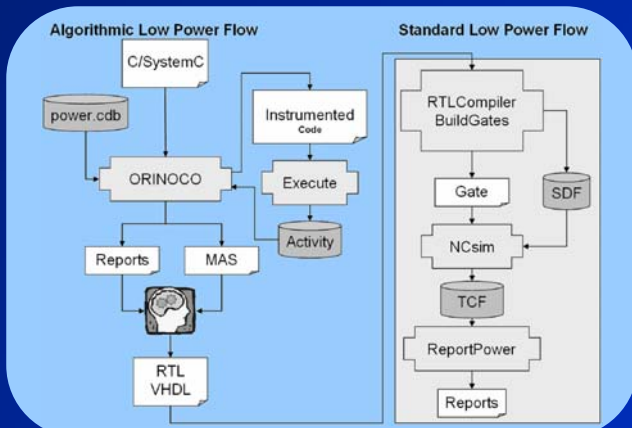 Algorithmic Low Power Flow
Standard Low Power Flow
C/SystemC
power.cdb
Instrumented
Code
ORINOCO
Execute
Activity
Reports
MAS
RTL
VHDL
RTLCompiler
BuildGates
Gate
SDF
NCsim
TCF
ReportPower
Reports